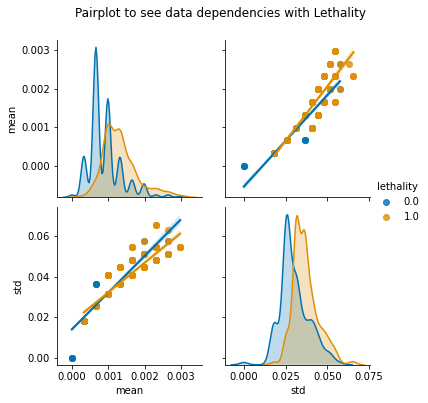 Pairplot to see data dependencies with Lethality
0.003
0.002
0.001
0.000
mean
lethality
0.0
1.0
0.06
0.04
0.02
0.00
std
0.000 0.001 0.002 0.003
mean
0.000 0.025 0.050 0.075
std